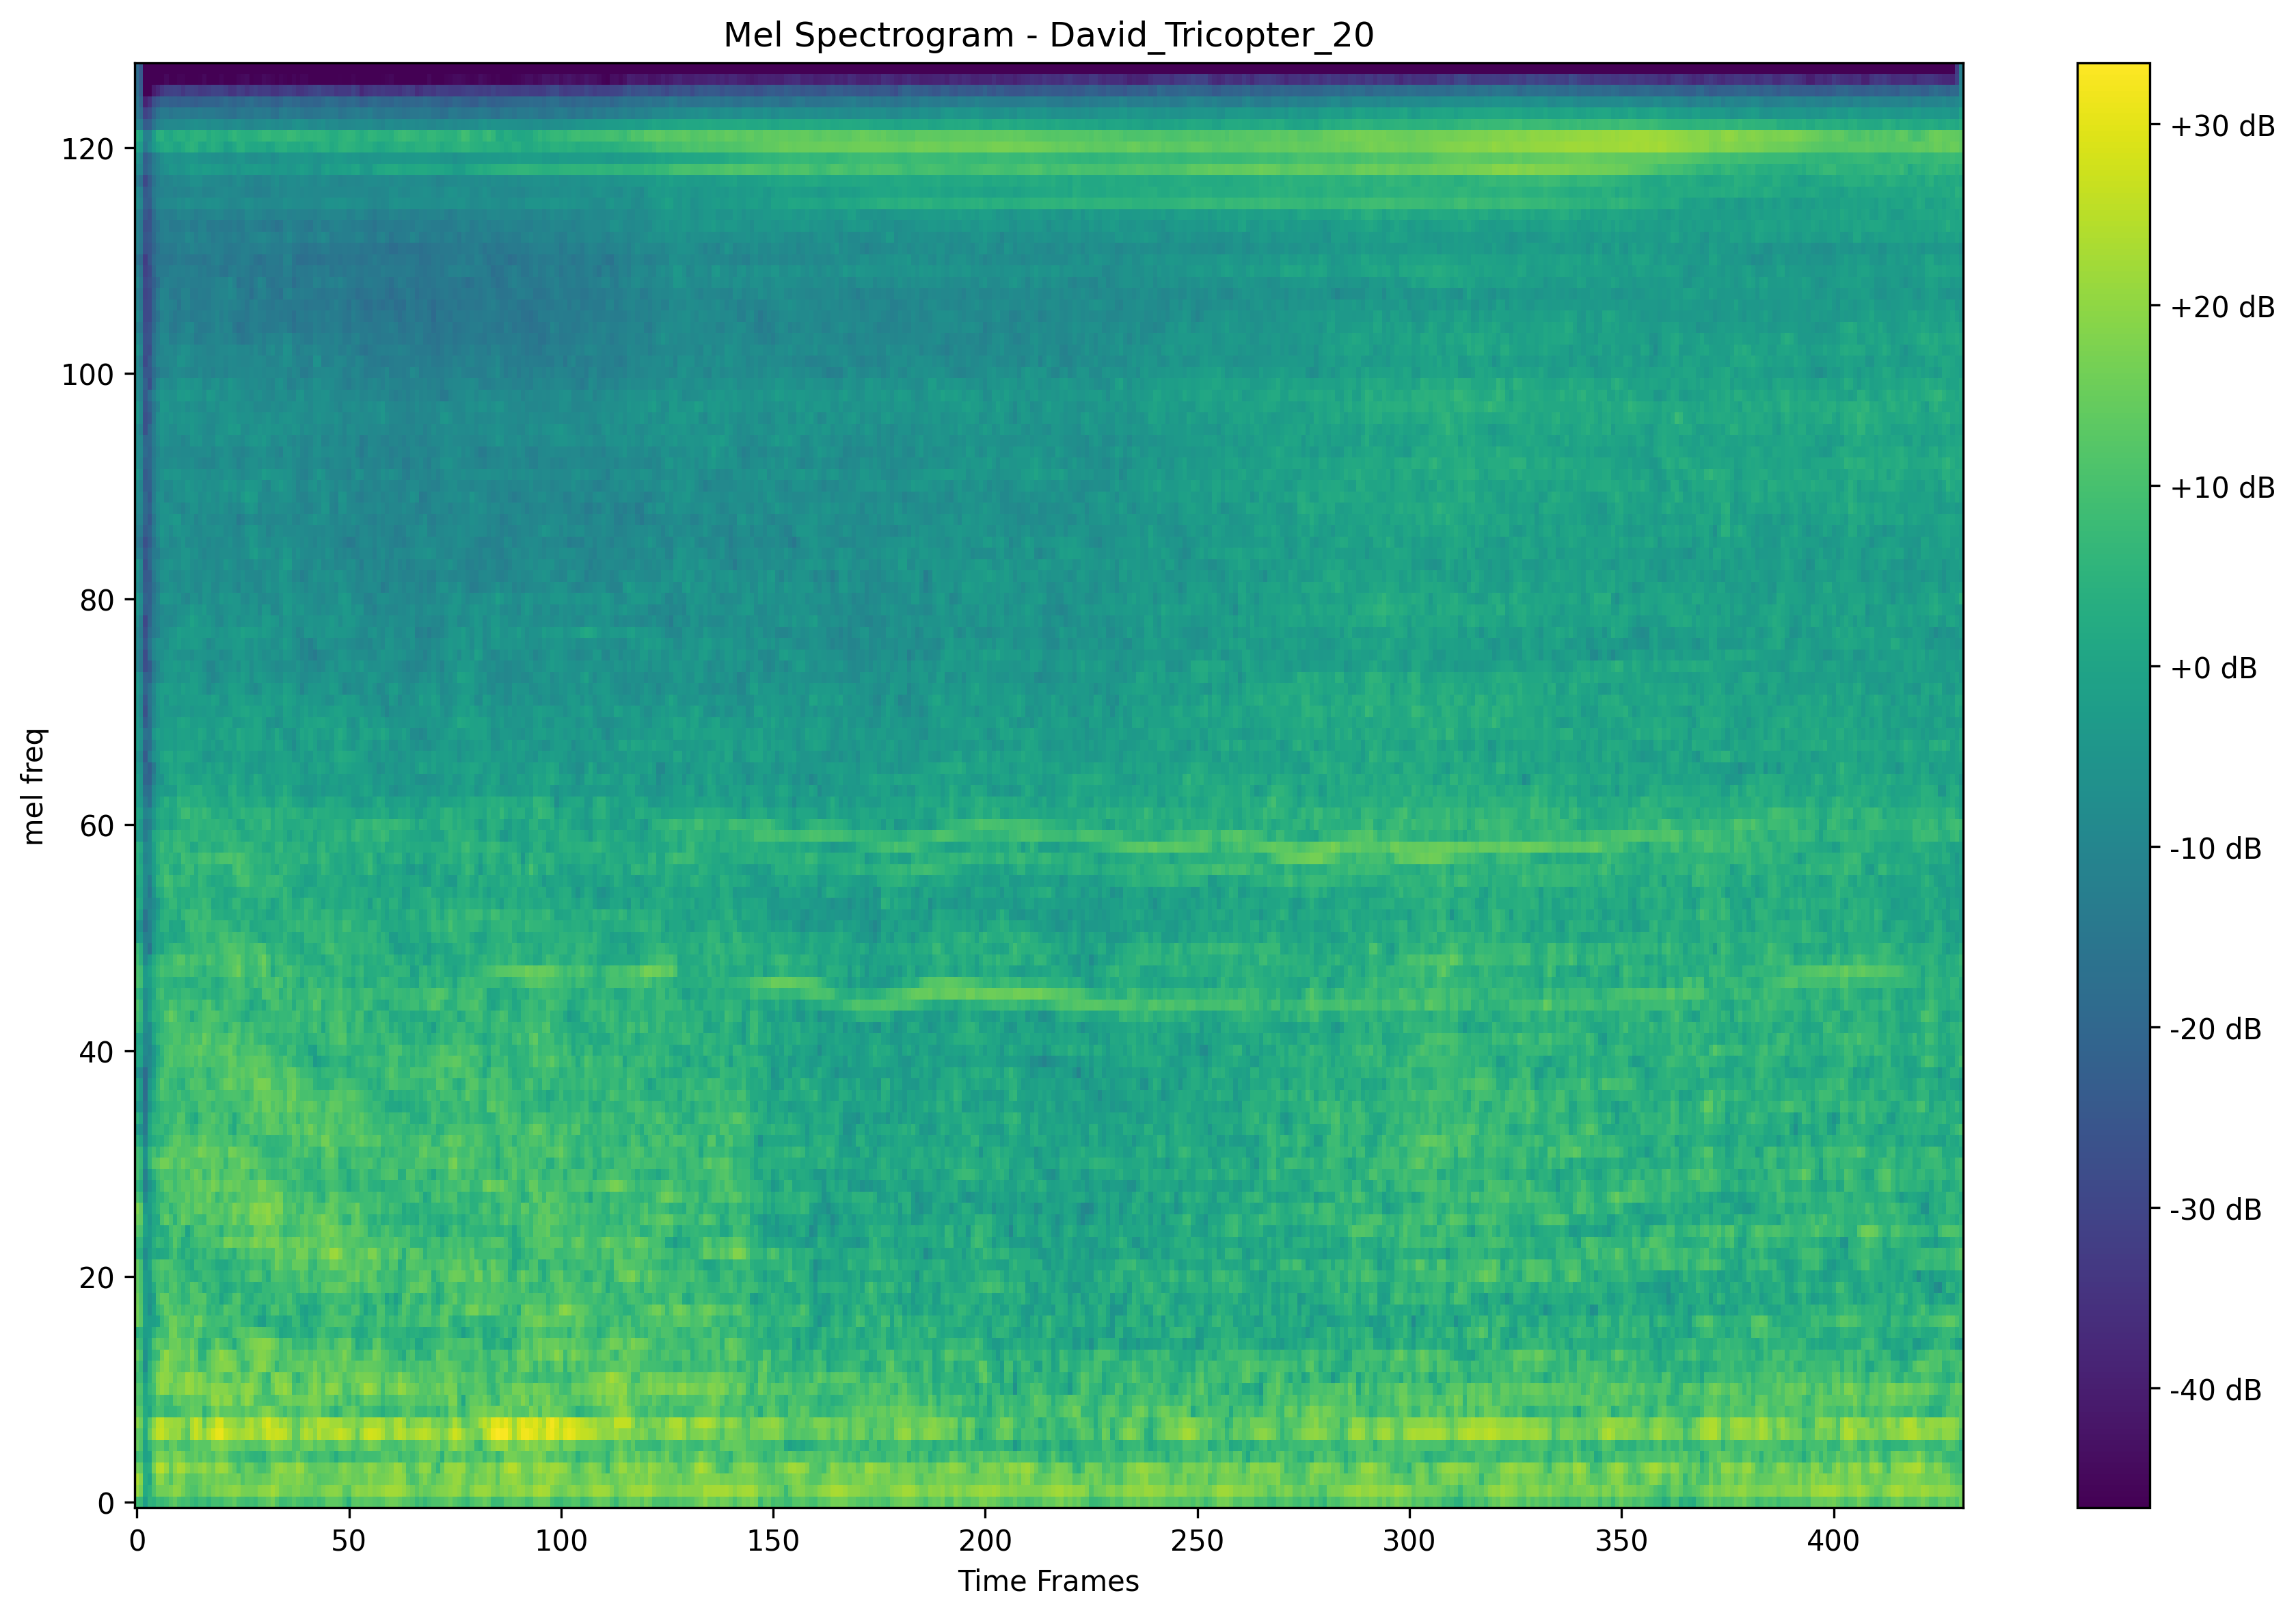 Mel Spectrogram - David_Tricopter_20
mel freq
120
100
80
60
40
20
0
0 50 100 150 200 250 300 350 400
Time Frames
+30 dB
+20 dB
+10 dB
+0 dB
-10 dB
-20 dB
-30 dB
-40 dB